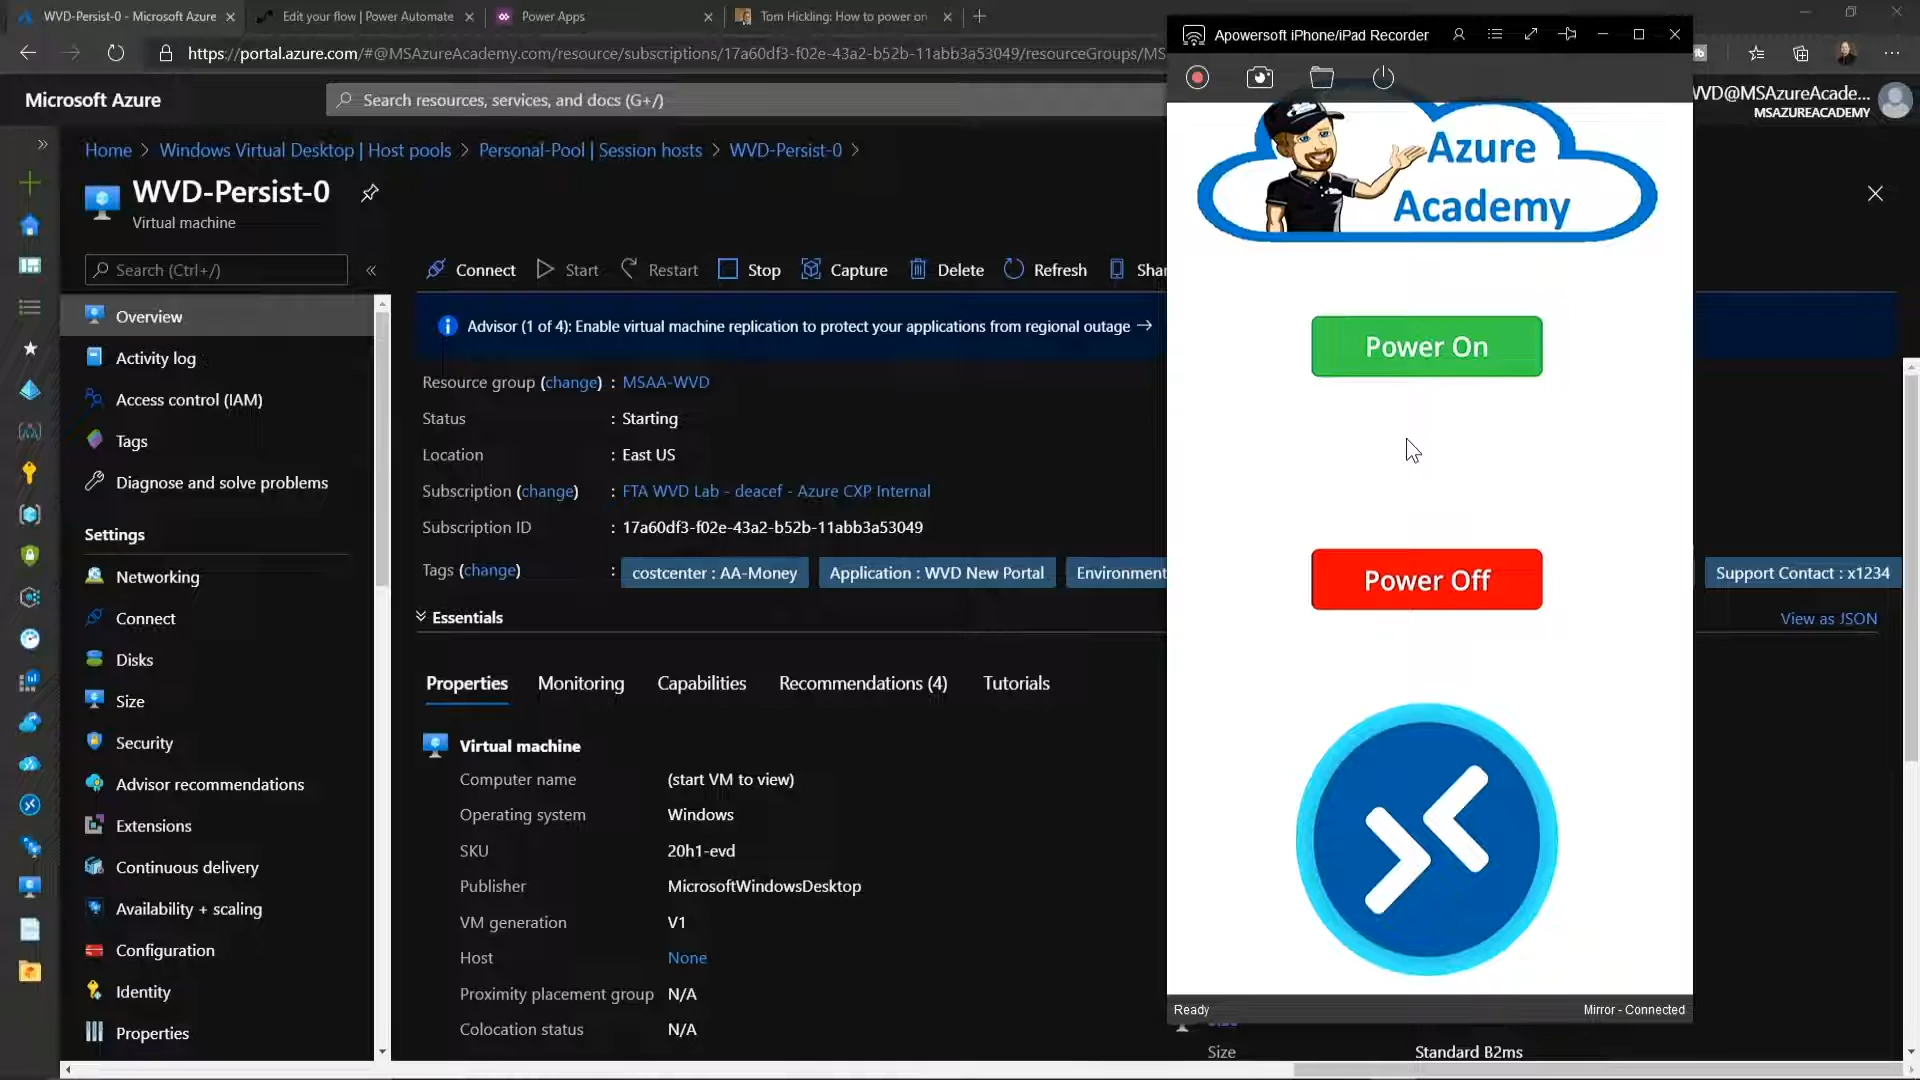 WVD-Persist-0 - Microsoft Azure
Edit your flow | Power Automate
Power Apps
Tom Hickling: How to power on
https://portal.azure.com/#@MSAzureAcademy.com/resource/subscriptions/17a60df3-f02e-43a2-b52b-11abb3a53049/resourceGroups/MS
Apowersoft iPhone/iPad Recorder
Microsoft Azure
Search resources, services, and docs (G+/)
WVD@MSAzureAcade...
MSAZUREACADEMY
Home > Windows Virtual Desktop | Host pools > Personal-Pool | Session hosts > WVD-Persist-0 >
WVD-Persist-0
Virtual machine
Search (Ctrl+/)
Connect
Start
Restart
Stop
Capture
Delete
Refresh
Shar
Overview
Activity log
Access control (IAM)
Tags
Diagnose and solve problems
Settings
Networking
Connect
Disks
Size
Security
Advisor recommendations
Extensions
Continuous delivery
Availability + scaling
Configuration
Identity
Properties
Advisor (1 of 4): Enable virtual machine replication to protect your applications from regional outage →
Resource group (change) : MSAA-WVD
Status : Starting
Location : East US
Subscription (change) : FTA WVD Lab - deacef - Azure CXP Internal
Subscription ID : 17a60df3-f02e-43a2-b52b-11abb3a53049
Tags (change) : costcenter : AA-Money Application : WVD New Portal Environment Support Contact : x1234
Essentials
View as JSON
Properties
Monitoring
Capabilities
Recommendations (4)
Tutorials
Virtual machine
Computer name (start VM to view)
Operating system Windows
SKU 20h1-evd
Publisher MicrosoftWindowsDesktop
VM generation V1
Host None
Proximity placement group N/A
Colocation status N/A
Size Standard B2ms
Azure
Academy
Power On
Power Off
Ready
Mirror - Connected